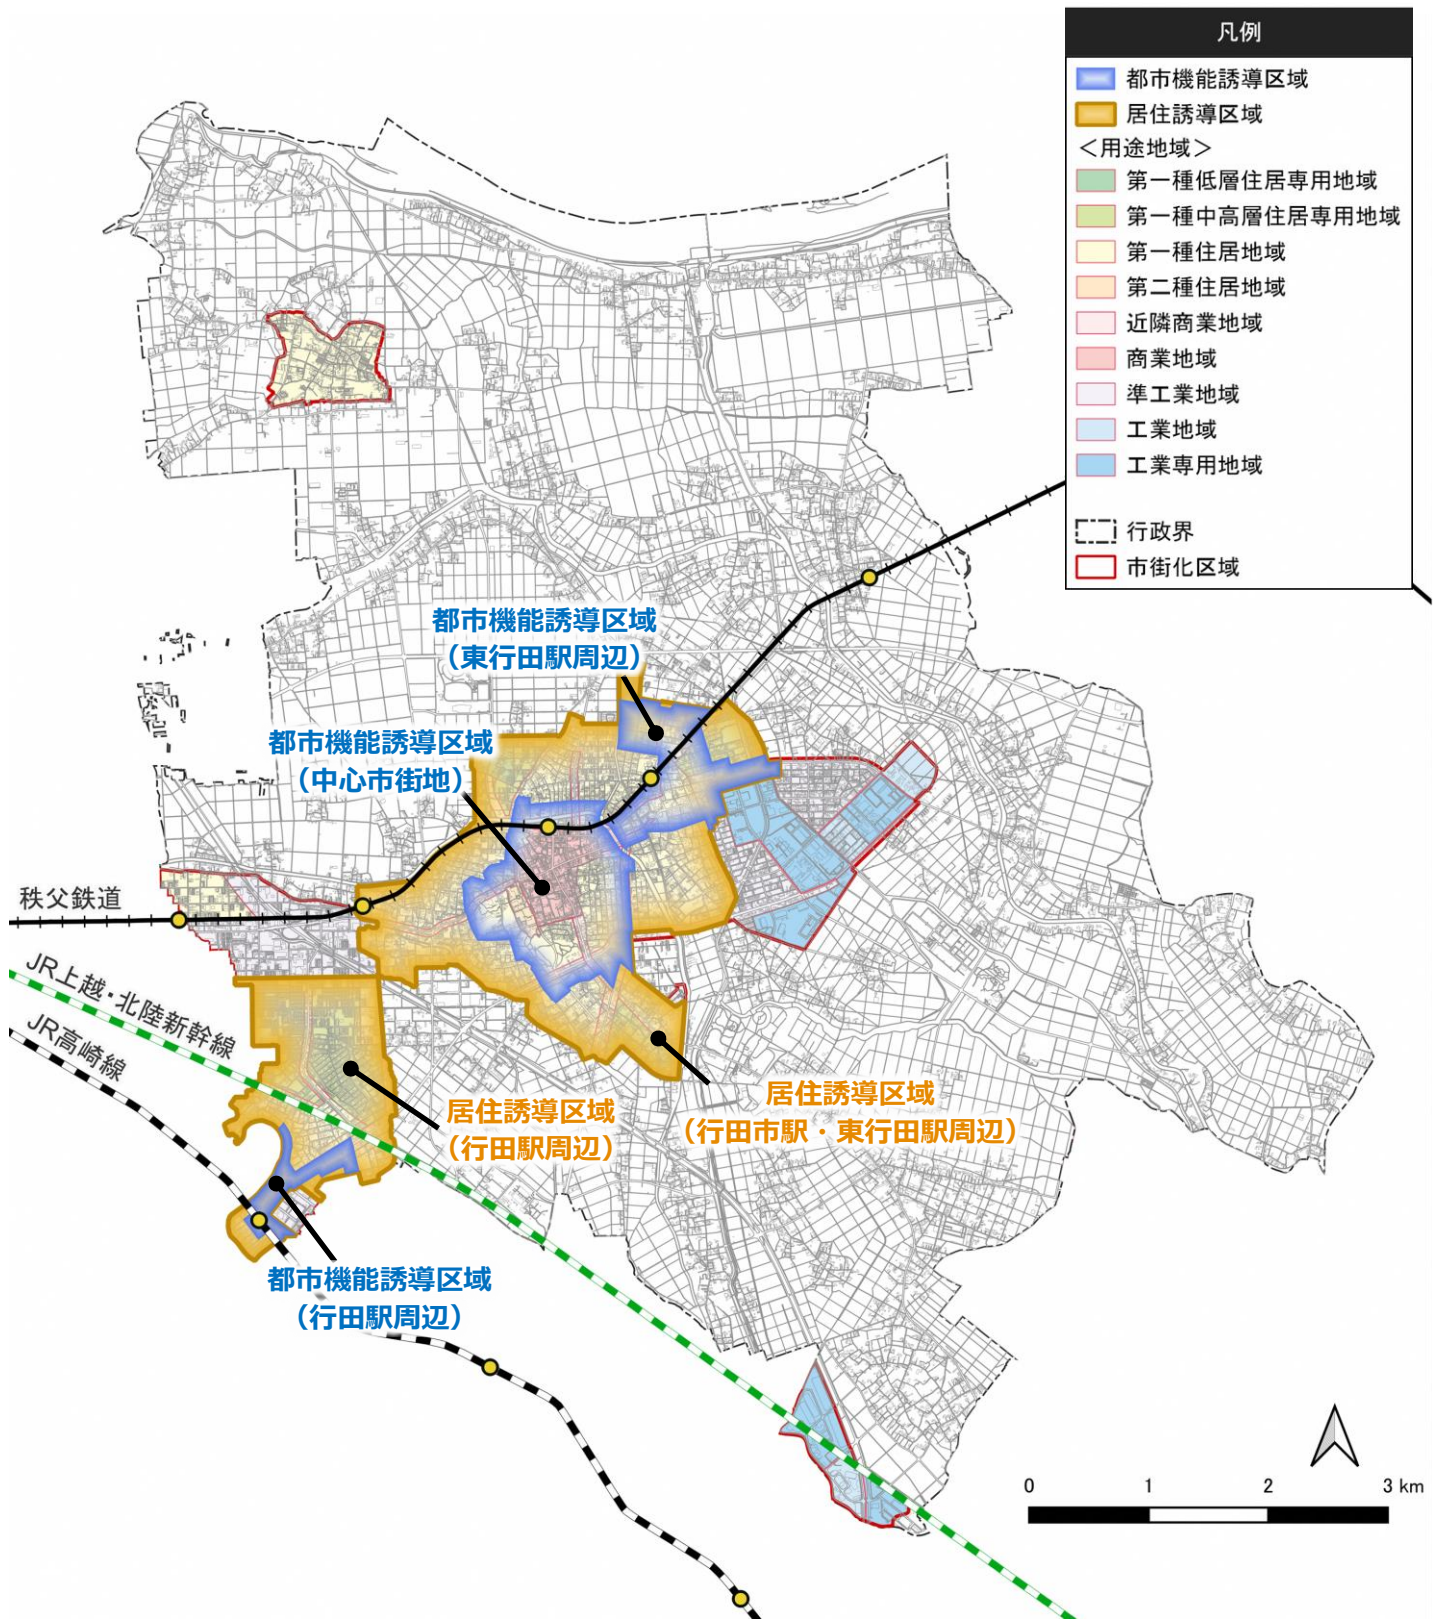 凡例
都市機能誘導区域
居住誘導区域
＜用途地域＞
第一種低層住居専用地域
第一種中高層住居専用地域
第一種住居地域
第二種住居地域
近隣商業地域
商業地域
準工業地域
工業地域
工業専用地域
行政界
市街化区域
都市機能誘導区域
（東行田駅周辺）
都市機能誘導区域
（中心市街地）
秩父鉄道
JR上越・北陸新幹線
JR高崎線
居住誘導区域
（行田駅周辺）
居住誘導区域
（行田市駅・東行田駅周辺）
都市機能誘導区域
（行田駅周辺）
0 1 2 3 km